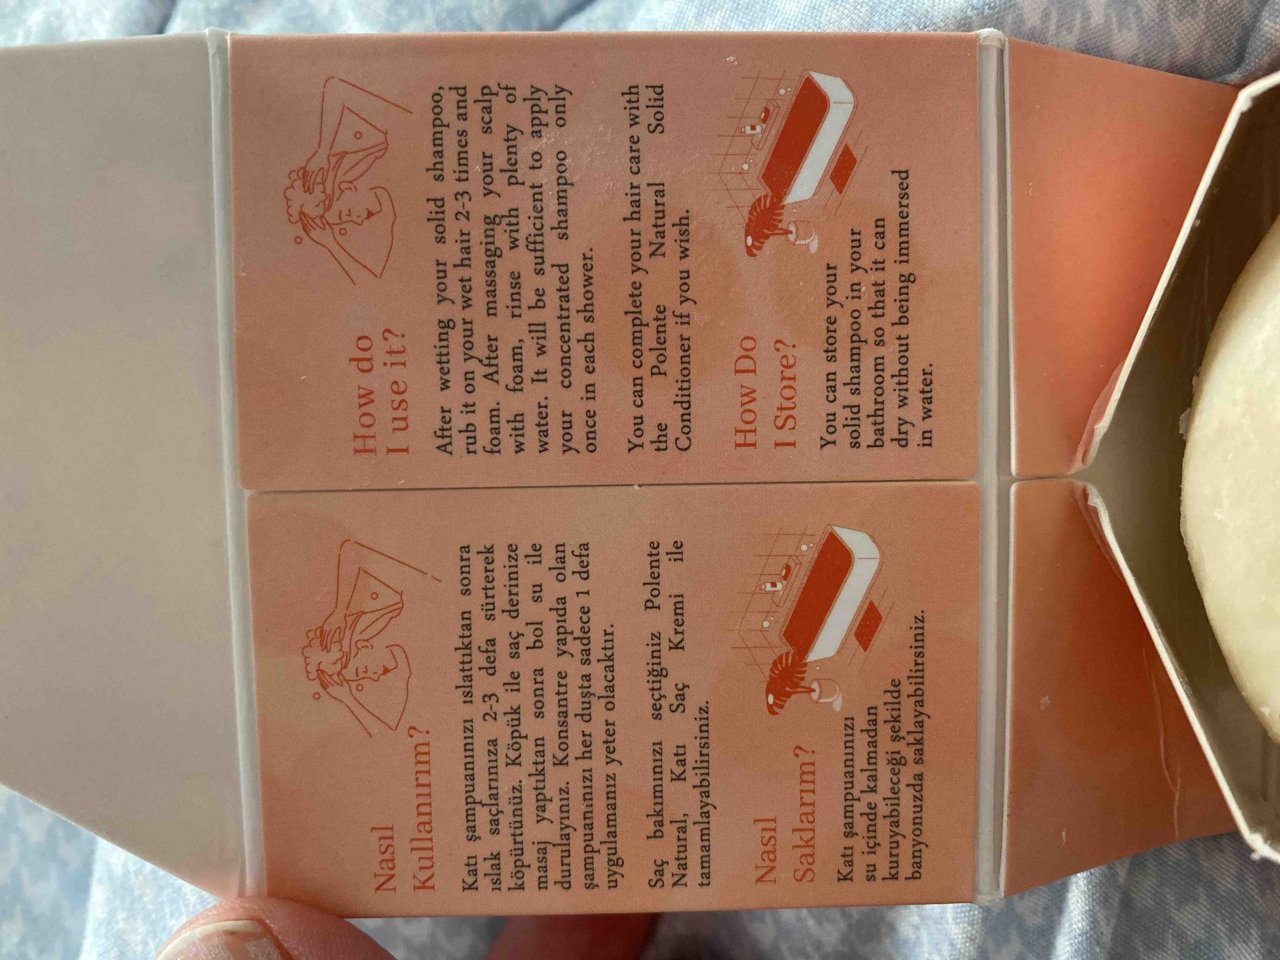 Nasıl
Kullanırım?
Katı şampuanınızı ıslattıktan sonra
ıslak saçlarınıza 2-3 defa sürterek
köpürtünüz. Köpük ile saç derinize
masaj yaptıktan sonra bol su ile
durulayınız. Konsantre yapıda olan
şampuanınızı her duşta sadece 1 defa
uygulamanız yeter olacaktır.
Saç bakımınızı seçtiğiniz Polente
Natural, Katı Saç Kremi ile
tamamlayabilirsiniz.
Nasıl
Saklarım?
Katı şampuanınızı
su içinde kalmadan
kuruyabileceği şekilde
banyonuzda saklayabilirsiniz.
How do
I use it?
After wetting your solid shampoo,
rub it on your wet hair 2-3 times and
foam. After massaging your scalp
with foam, rinse with plenty of
water. It will be sufficient to apply
your concentrated shampoo only
once in each shower.
You can complete your hair care with
the Polente Natural Solid
Conditioner if you wish.
How Do
I Store?
You can store your
solid shampoo in your
bathroom so that it can
dry without being immersed
in water.